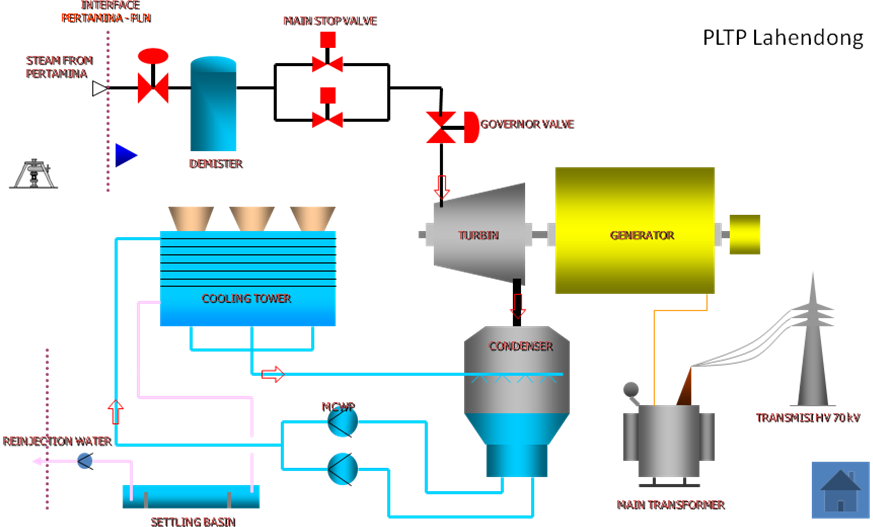 INTERFACE
PERTAMINA - PLN
MAIN STOP VALVE
PLTP Lahendong
STEAM FROM
PERTAMINA
GOVERNOR VALVE
DEMISTER
TURBIN
GENERATOR
COOLING TOWER
CONDENSER
MCWP
TRANSMISI HV 70 kV
REINJECTION WATER
MAIN TRANSFORMER
SETTLING BASIN